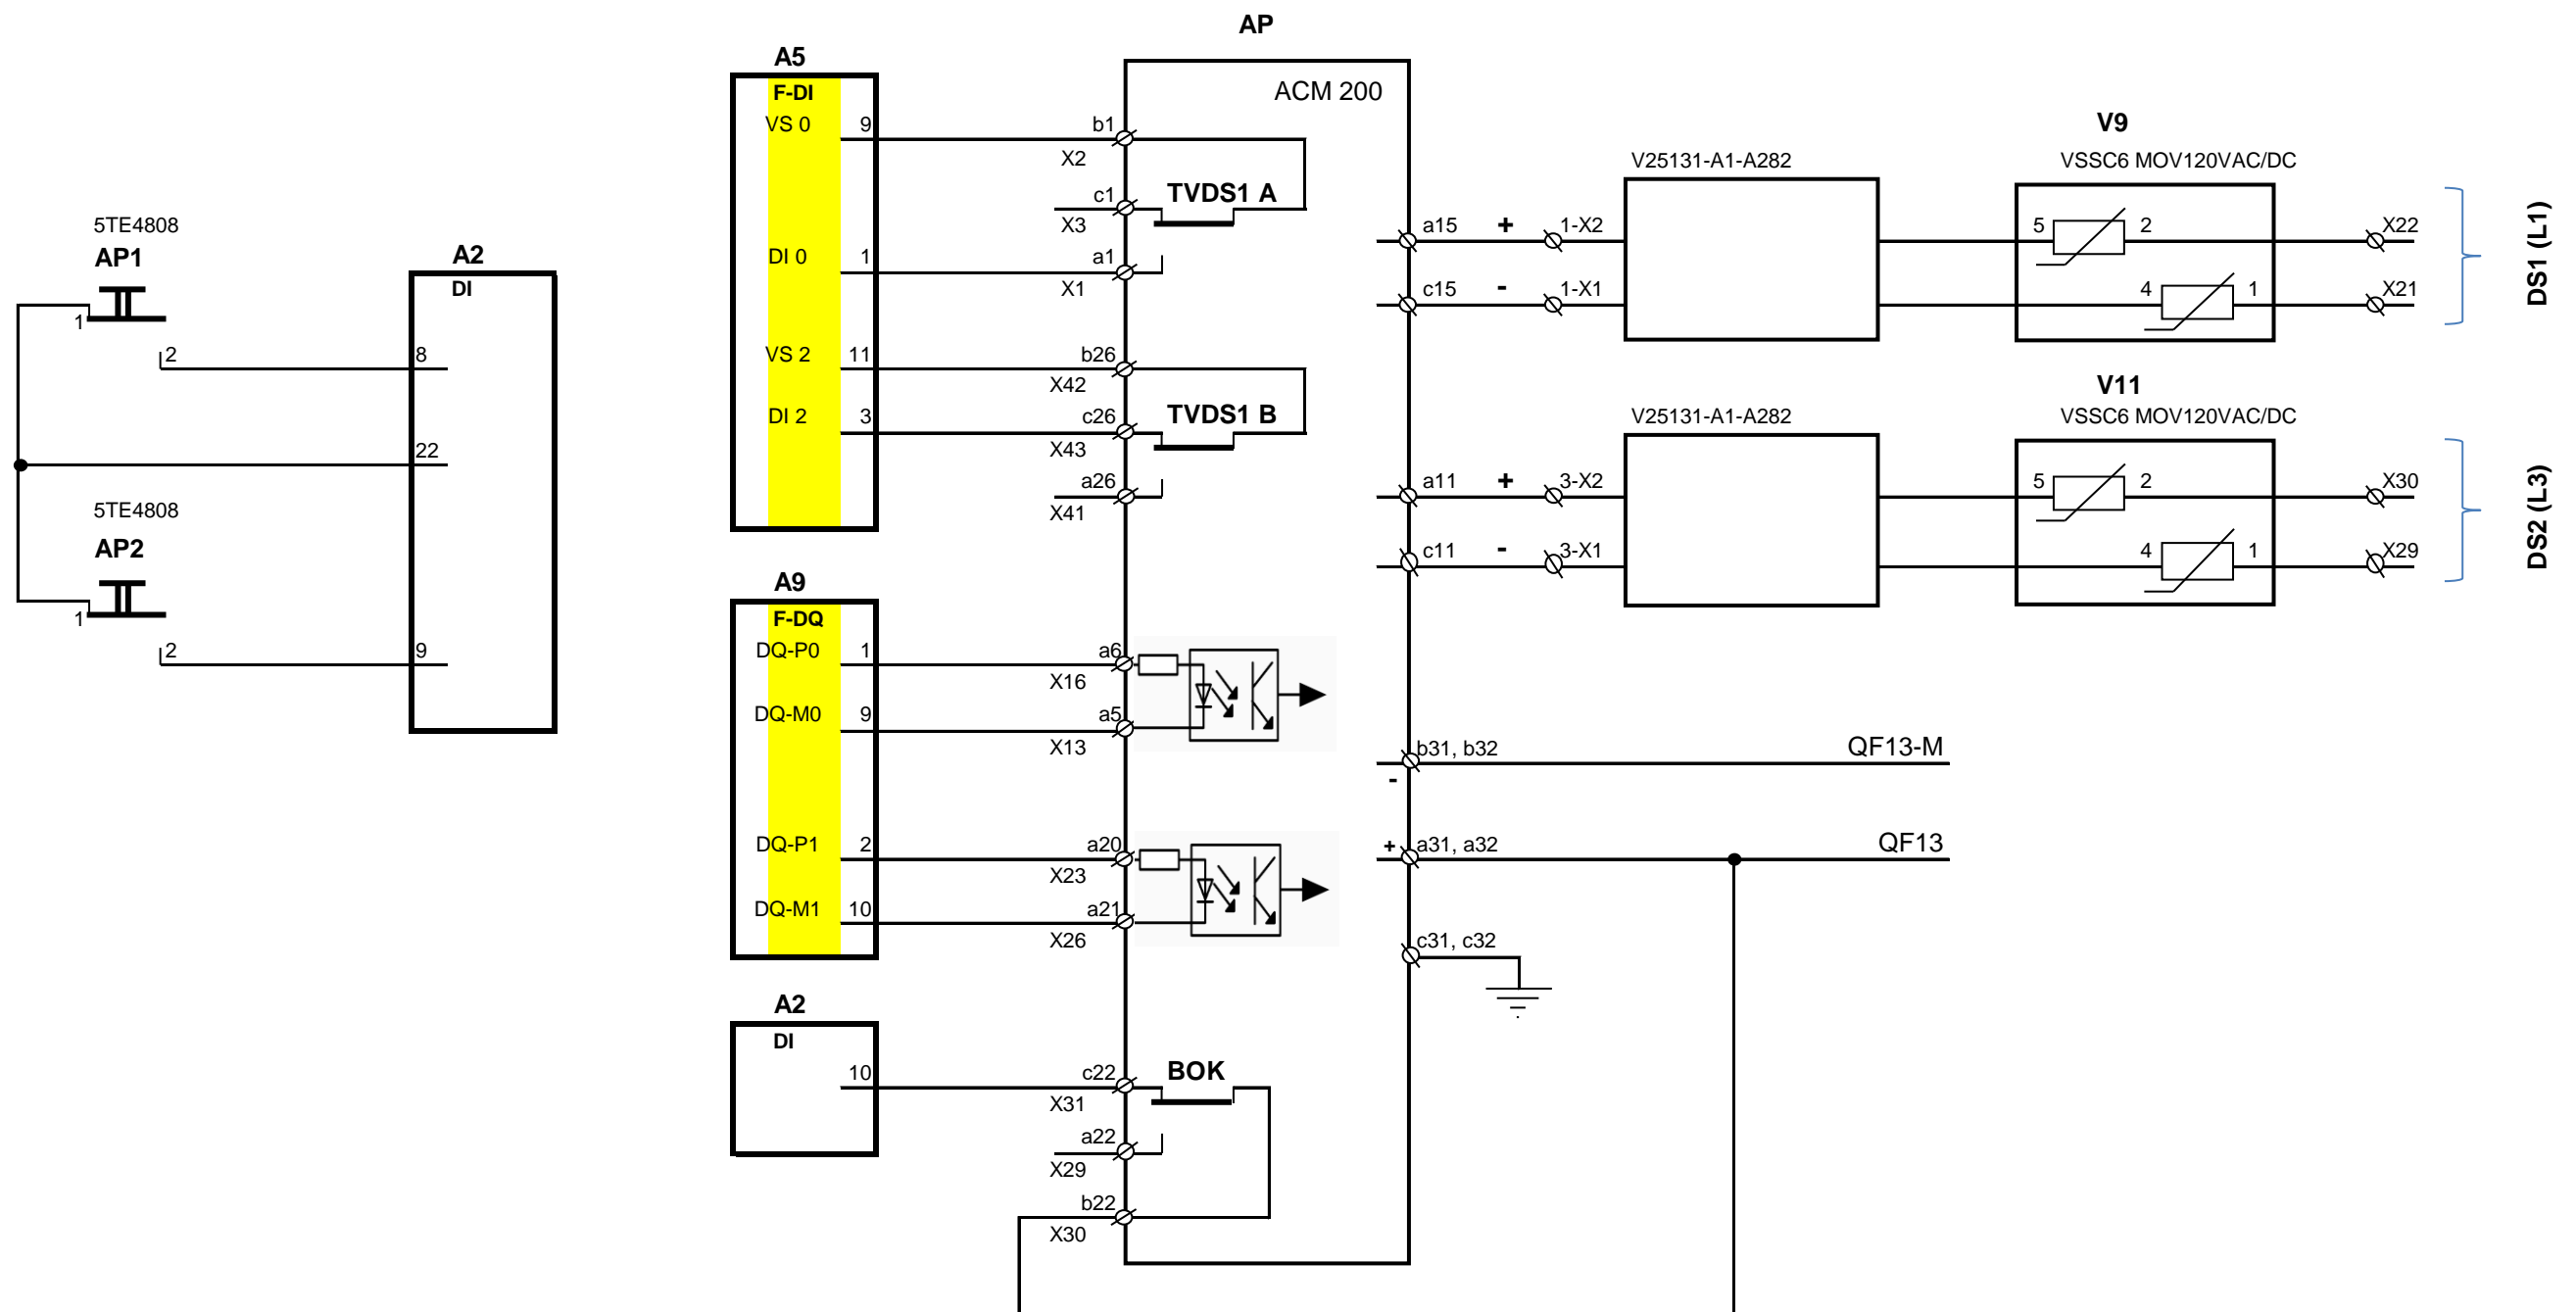 AP
A5
F-DI
ACM 200
VS 0
9
b1
X2
c1
TVDS1 A
X3
DI 0
1
a1
X1
VS 2
11
b26
X42
DI 2
3
c26
TVDS1 B
X43
a26
X41
5TE4808
AP1
1
2
A2
DI
8
22
9
5TE4808
AP2
1
2
A9
F-DQ
DQ-P0
1
a6
X16
DQ-M0
9
a5
X13
DQ-P1
2
a20
X23
DQ-M1
10
a21
X26
A2
DI
10
c22
BOK
X31
a22
X29
b22
X30
V9
V25131-A1-A282
VSSC6 MOV120VAC/DC
a15
+
1-X2
5
2
X22
c15
-
1-X1
4
1
X21
DS1 (L1)
V11
V25131-A1-A282
VSSC6 MOV120VAC/DC
a11
+
3-X2
5
2
X30
c11
-
3-X1
4
1
X29
DS2 (L3)
b31, b32
QF13-M
-
+
a31, a32
QF13
c31, c32